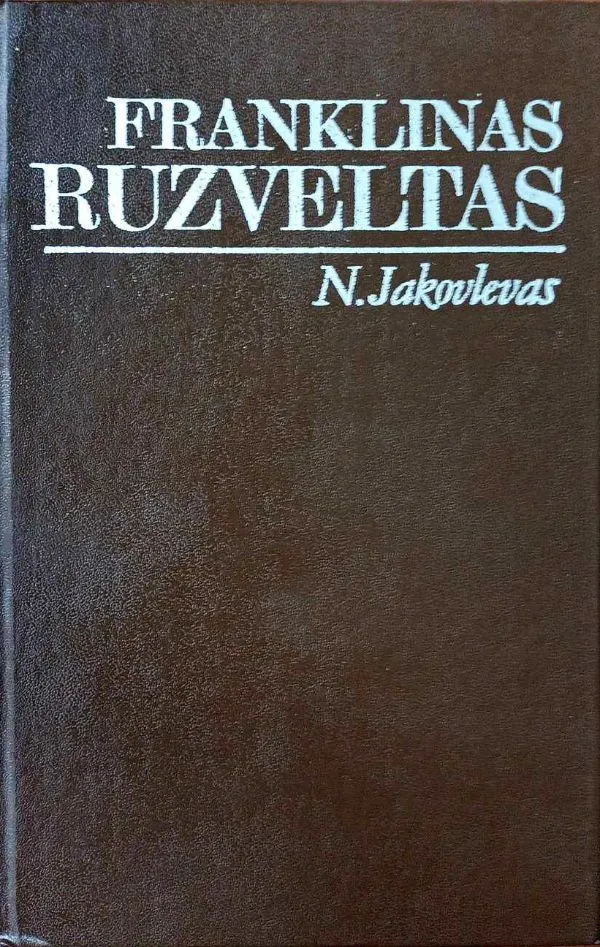 FRANKLINAS
RUZVELTAS
N. Jakovlevas